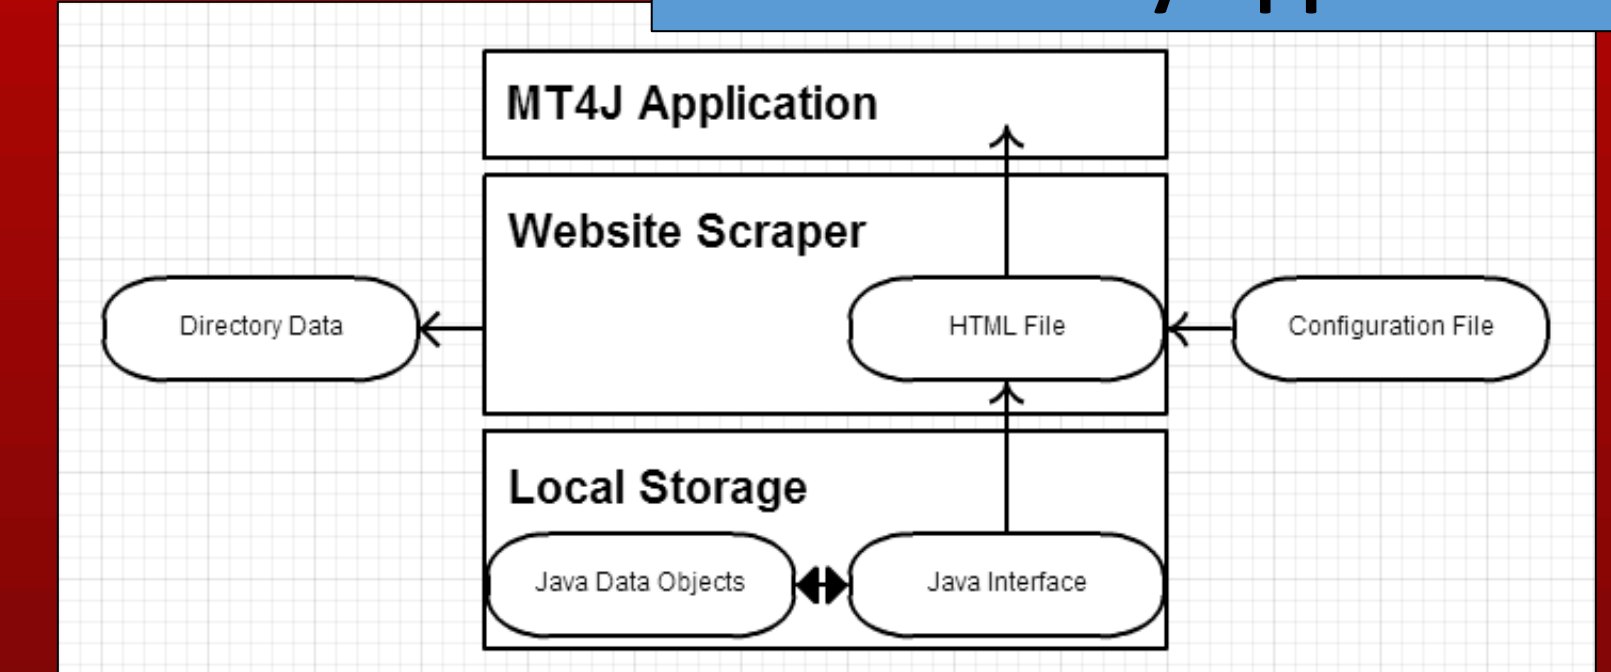 MT4J Application
Website Scraper
Directory Data
HTML File
Configuration File
Local Storage
Java Data Objects
Java Interface